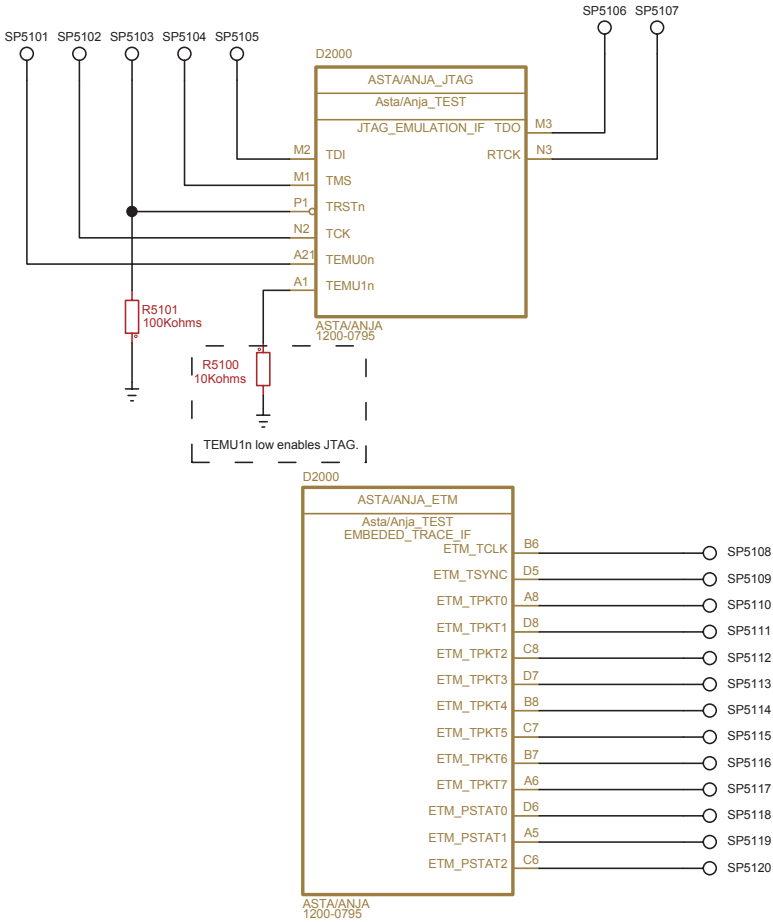 SP5106 SP5107
SP5101 SP5102 SP5103 SP5104 SP5105
D2000
ASTA/ANJA_JTAG
Asta/Anja_TEST
JTAG_EMULATION_IF TDO M3
M2 TDI RTCK N3
M1 TMS
P1 TRSTn
N2 TCK
A21 TEMU0n
A1 TEMU1n
R5101
100Kohms
ASTA/ANJA
1200-0795
R5100
10Kohms
TEMU1n low enables JTAG.
D2000
ASTA/ANJA_ETM
Asta/Anja_TEST
EMBEDED_TRACE_IF
ETM_TCLK B6 SP5108
ETM_TSYNC D5 SP5109
ETM_TPKT0 A8 SP5110
ETM_TPKT1 D8 SP5111
ETM_TPKT2 C8 SP5112
ETM_TPKT3 D7 SP5113
ETM_TPKT4 B8 SP5114
ETM_TPKT5 C7 SP5115
ETM_TPKT6 B7 SP5116
ETM_TPKT7 A6 SP5117
ETM_PSTAT0 D6 SP5118
ETM_PSTAT1 A5 SP5119
ETM_PSTAT2 C6 SP5120
ASTA/ANJA
1200-0795